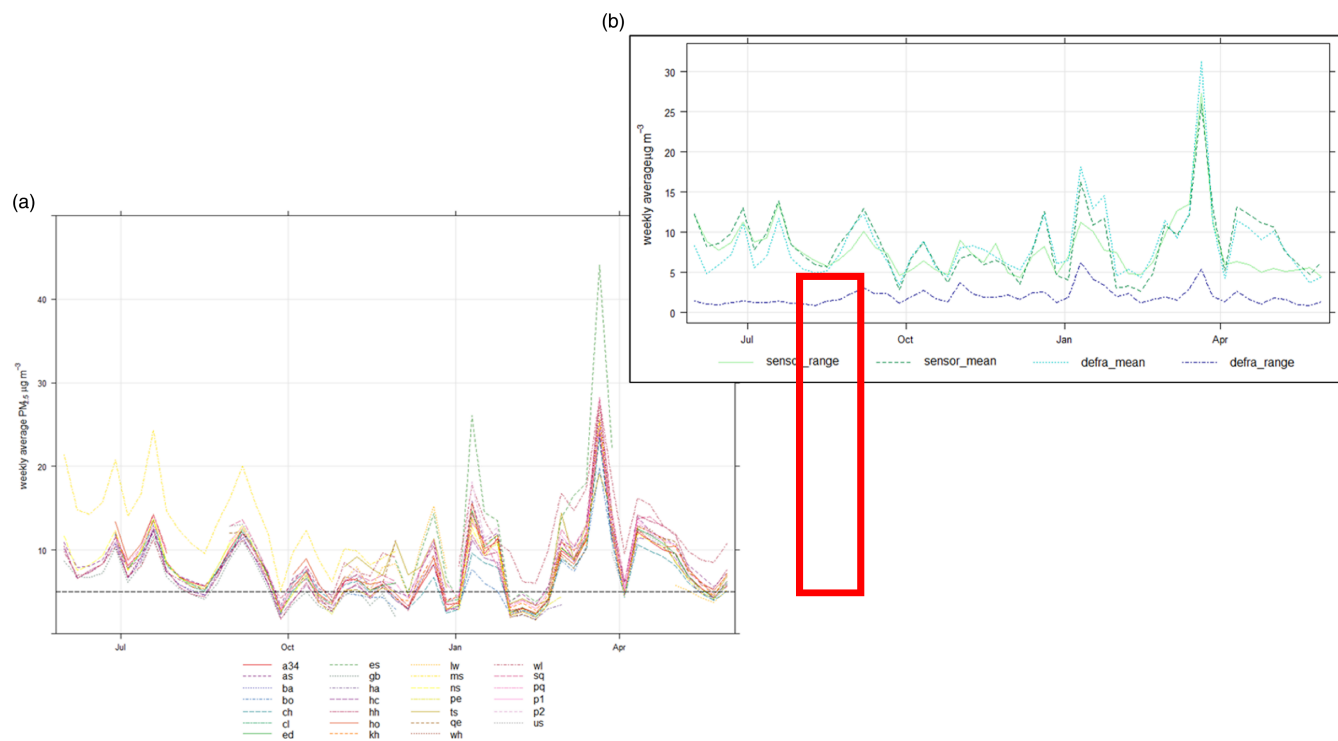 (b)
weekly average µg m⁻³
30
25
20
15
10
5
0
Jul Oct Jan Apr
sensor_range sensor_mean defra_mean defra_range
(a)
weekly average PM2.5 µg m⁻³
40
30
20
10
Jul Oct Jan Apr
a34 es lw wl
as gb ms sq
ba ha ns pq
bo hc pe p1
ch hh ts p2
cl ho qe us
ed kh wh